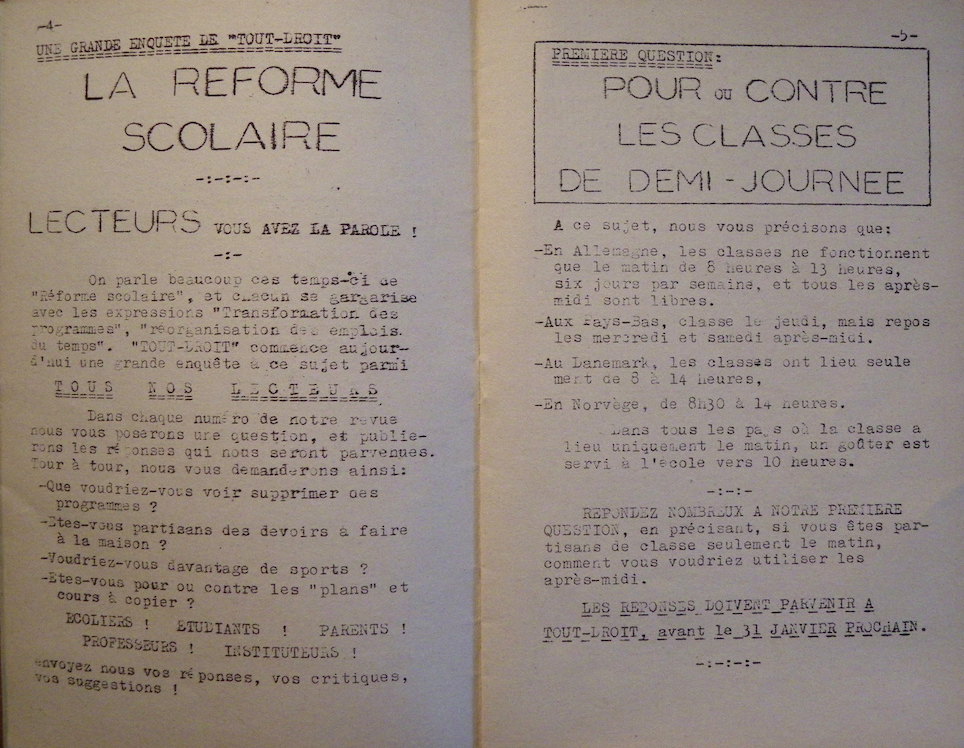 -4-
UNE GRANDE ENQUETE DE "TOUT-DROIT"
LA REFORME
SCOLAIRE
-:-:-:-
LECTEURS VOUS AVEZ LA PAROLE !
-:-
On parle beaucoup ces temps-ci de
"Réforme scolaire", et chacun se gargarise
avec les expressions "Transformation des
programmes", "réorganisation des emplois
du temps". "TOUT-DROIT" commence aujour-
d'hui une grande enquête à ce sujet parmi
TOUS NOS LECTEURS
Dans chaque numéro de notre revue
nous vous poserons une question, et publie-
rons les réponses qui nous seront parvenues.
Tour à tour, nous vous demanderons ainsi:
-Que voudriez-vous voir supprimer des
programmes ?
-Etes-vous partisans des devoirs à faire
à la maison ?
-Voudriez-vous davantage de sports ?
-Etes-vous pour ou contre les "plans" et
cours à copier ?
ECOLIERS ! ETUDIANTS ! PARENTS !
PROFESSEURS ! INSTITUTEURS !
envoyez nous vos réponses, vos critiques,
vos suggestions !
-5-
PREMIERE QUESTION:
POUR OU CONTRE
LES CLASSES
DE DEMI-JOURNEE
A ce sujet, nous vous précisons que:
-En Allemagne, les classes ne fonctionnent
que le matin de 8 heures à 13 heures,
six jours par semaine, et tous les après-
midi sont libres.
-Aux Pays-Bas, classe le jeudi, mais repos
les mercredi et samedi après-midi.
-Au Danemark, les classes ont lieu seule
ment de 8 à 14 heures,
-En Norvège, de 8h30 à 14 heures.
Dans tous les pays où la classe a
lieu uniquement le matin, un goûter est
servi à l'école vers 10 heures.
-:-:-
REPONDEZ NOMBREUX A NOTRE PREMIERE
QUESTION, en précisant, si vous êtes par-
tisans de classe seulement le matin,
comment vous voudriez utiliser les
après-midi.
LES REPONSES DOIVENT PARVENIR A
TOUT-DROIT, avant le 31 JANVIER PROCHAIN.
-:-:-:-